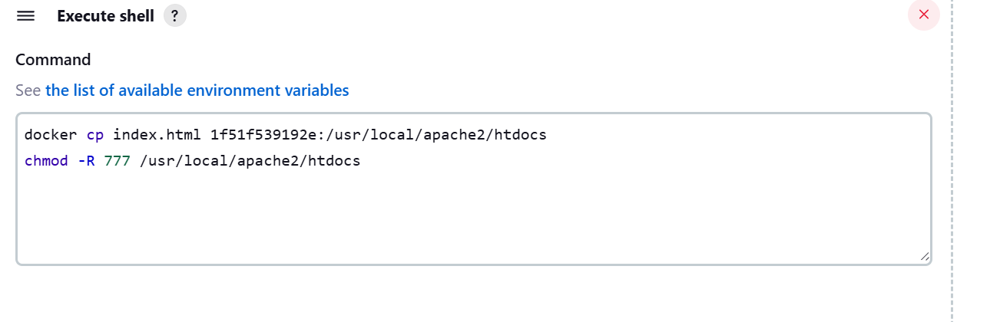 Execute shell ?
Command
See the list of available environment variables
docker cp index.html 1f51f539192e:/usr/local/apache2/htdocs
chmod -R 777 /usr/local/apache2/htdocs